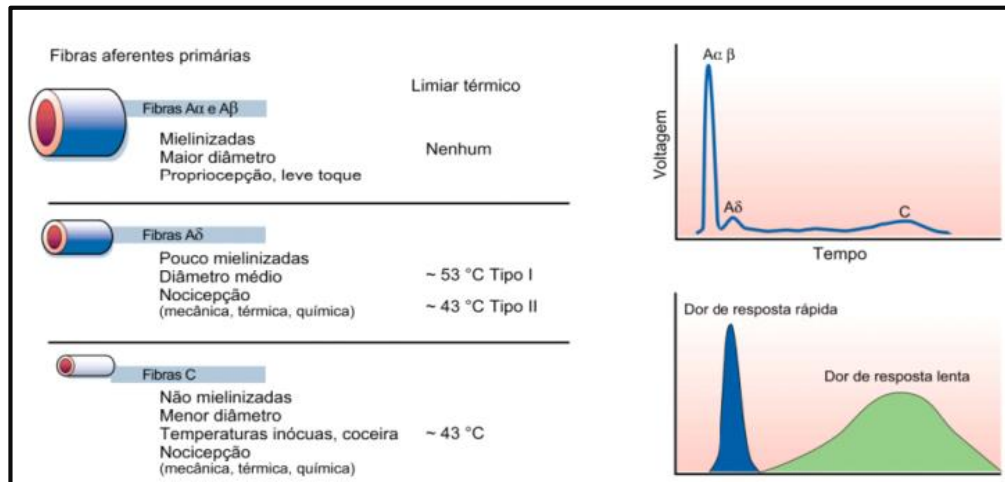 Fibras aferentes primárias
Limiar térmico
Fibras Aα e Aβ
Mielinizadas
Maior diâmetro
Propriocepção, leve toque
Nenhum
Fibras Aδ
Pouco mielinizadas
Diâmetro médio
Nocicepção
(mecânica, térmica, química)
~ 53 °C Tipo I
~ 43 °C Tipo II
Fibras C
Não mielinizadas
Menor diâmetro
Temperaturas inócuas, coceira
Nocicepção
(mecânica, térmica, química)
~ 43 °C
Aα β
Voltagem
Aδ
C
Tempo
Dor de resposta rápida
Dor de resposta lenta